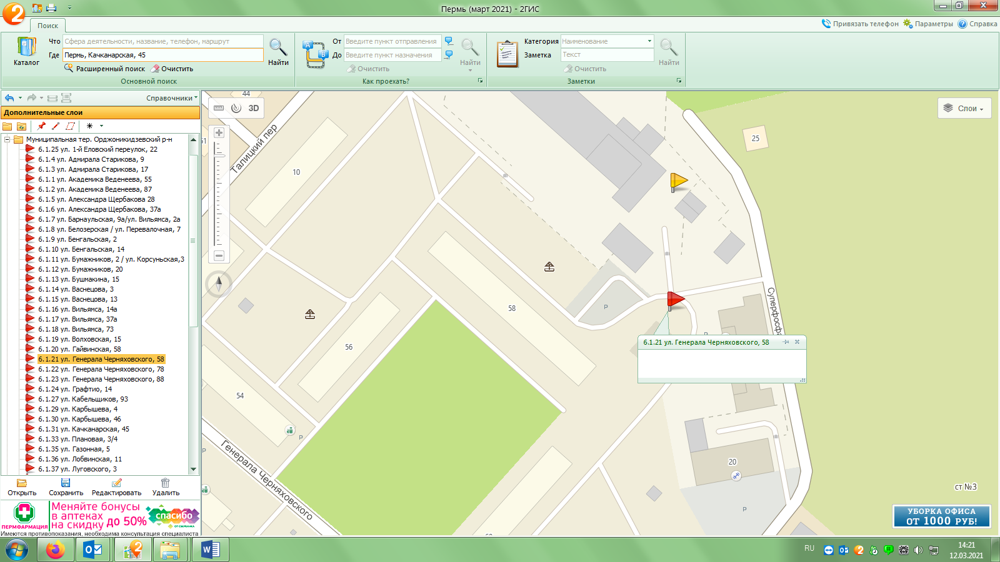 Пермь (март 2021) - 2ГИС
Поиск
Привязать телефон
Параметры
Справка
Каталог
Что
Сфера деятельности, название, телефон, маршрут
Где
Пермь, Качканарская, 45
Расширенный поиск
Очистить
Найти
Основной поиск
От
Введите пункт отправления
До
Введите пункт назначения
Очистить
Найти
Как проехать?
Категория
Наименование
Заметка
Текст
Очистить
Найти
Заметки
Справочники
Дополнительные слои
Муниципальная тер. Орджоникидзевский р-н
6.1.25 ул. 1-й Еловский переулок, 22
6.1.4 ул. Адмирала Старикова, 9
6.1.3 ул. Адмирала Старикова, 17
6.1.1 ул. Академика Веденеева, 55
6.1.2 ул. Академика Веденеева, 87
6.1.5 ул. Александра Щербакова 28
6.1.6 ул. Александра Щербакова, 37а
6.1.7 ул. Барнаульская, 9а/ул. Вильямса, 2а
6.1.8 ул. Белозерская / ул. Перевалочная, 7
6.1.9 ул. Бенгальская, 2
6.1.10 ул. Бенгальская, 14
6.1.11 ул. Бумажников, 2 / ул. Корсуньская,3
6.1.12 ул. Бумажников, 20
6.1.13 ул. Бушмакина, 15
6.1.14 ул. Васнецова, 3
6.1.15 ул. Васнецова, 13
6.1.16 ул. Вильямса, 14а
6.1.17 ул. Вильямса, 37а
6.1.18 ул. Вильямса, 73
6.1.19 ул. Волховская, 15
6.1.20 ул. Гайвинская, 58
6.1.21 ул. Генерала Черняховского, 58
6.1.22 ул. Генерала Черняховского, 78
6.1.23 ул. Генерала Черняховского, 88
6.1.24 ул. Графтио, 14
6.1.27 ул. Кабельщиков, 93
6.1.29 ул. Карбышева, 4
6.1.30 ул. Карбышева, 46
6.1.31 ул. Качканарская, 45
6.1.33 ул. Плановая, 3/4
6.1.35 ул. Газонная, 5
6.1.36 ул. Лобвинская, 11
6.1.37 ул. Луговского, 3
Открыть
Сохранить
Редактировать
Удалить
ПЕРМФАРМАЦИЯ
Меняйте бонусы
в аптеках
на скидку до 50%
спасибо
ОТ СБЕРБАНКА
Имеются противопоказания, необходима консультация специалиста
3D
Слои
44
Талицкий пер
10
25
58
56
54
20
P
P
P
P
P
Суперфосфа
6.1.21 ул. Генерала Черняховского, 58
Генерала Черняховского
ст №3
УБОРКА ОФИСА
ОТ 1000 РУБ!
RU
14:21
12.03.2021